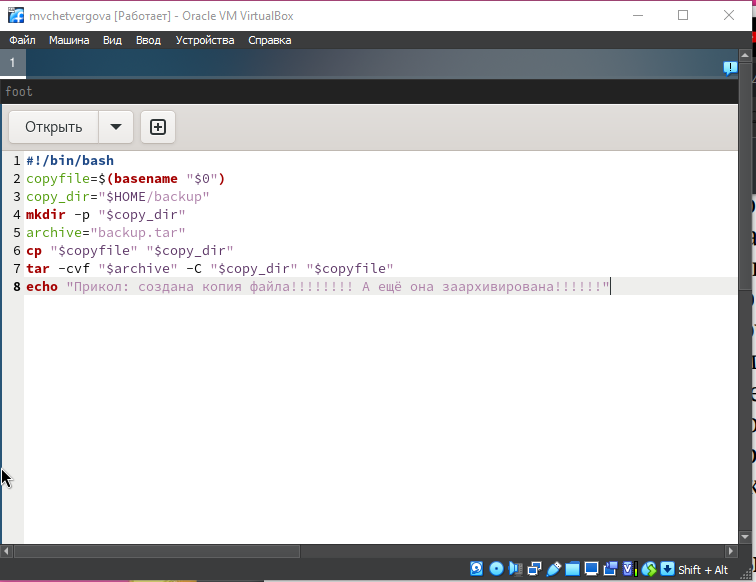 mvchetvergova [Работает] - Oracle VM VirtualBox
Файл Машина Вид Ввод Устройства Справка
1
foot
Открыть
1 #!/bin/bash
2 copyfile=$(basename "$0")
3 copy_dir="$HOME/backup"
4 mkdir -p "$copy_dir"
5 archive="backup.tar"
6 cp "$copyfile" "$copy_dir"
7 tar -cvf "$archive" -C "$copy_dir" "$copyfile"
8 echo "Прикол: создана копия файла!!!!!!!! А ещё она заархивирована!!!!!!"
Shift + Alt